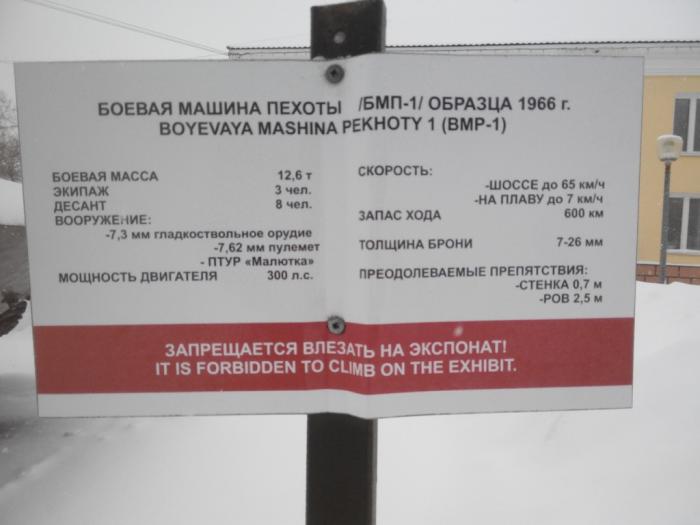 БОЕВАЯ МАШИНА ПЕХОТЫ /БМП-1/ ОБРАЗЦА 1966 г.
BOYEVAYA MASHINA PEKHOTY 1 (BMP-1)
БОЕВАЯ МАССА 12,6 т
ЭКИПАЖ 3 чел.
ДЕСАНТ 8 чел.
ВООРУЖЕНИЕ:
-7,3 мм гладкоствольное орудие
-7,62 мм пулемет
- ПТУР «Малютка»
МОЩНОСТЬ ДВИГАТЕЛЯ 300 л.с.
СКОРОСТЬ:
-ШОССЕ до 65 км/ч
-НА ПЛАВУ до 7 км/ч
ЗАПАС ХОДА 600 км
ТОЛЩИНА БРОНИ 7-26 мм
ПРЕОДОЛЕВАЕМЫЕ ПРЕПЯТСТВИЯ:
-СТЕНКА 0,7 м
-РОВ 2,5 м
ЗАПРЕЩАЕТСЯ ВЛЕЗАТЬ НА ЭКСПОНАТ!
IT IS FORBIDDEN TO CLIMB ON THE EXHIBIT.